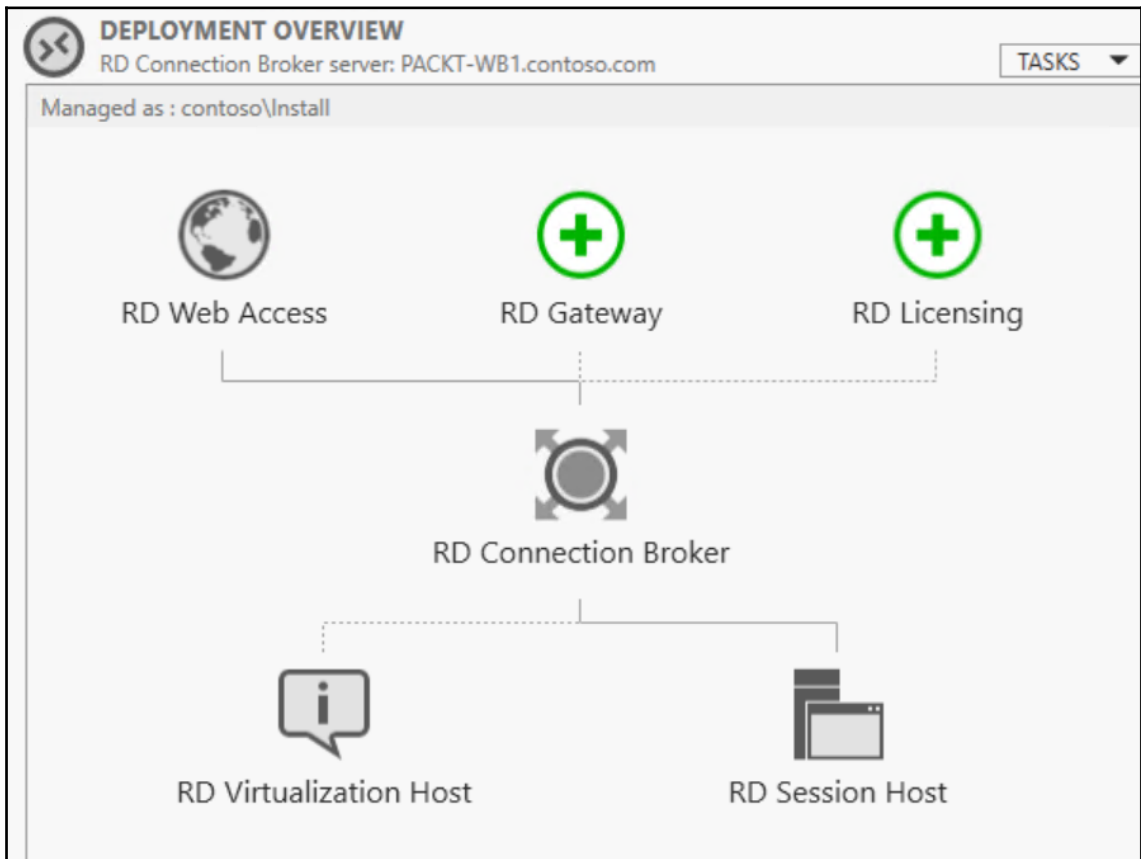 DEPLOYMENT OVERVIEW
RD Connection Broker server: PACKT-WB1.contoso.com
TASKS
Managed as : contoso\Install
RD Web Access
RD Gateway
RD Licensing
RD Connection Broker
RD Virtualization Host
RD Session Host